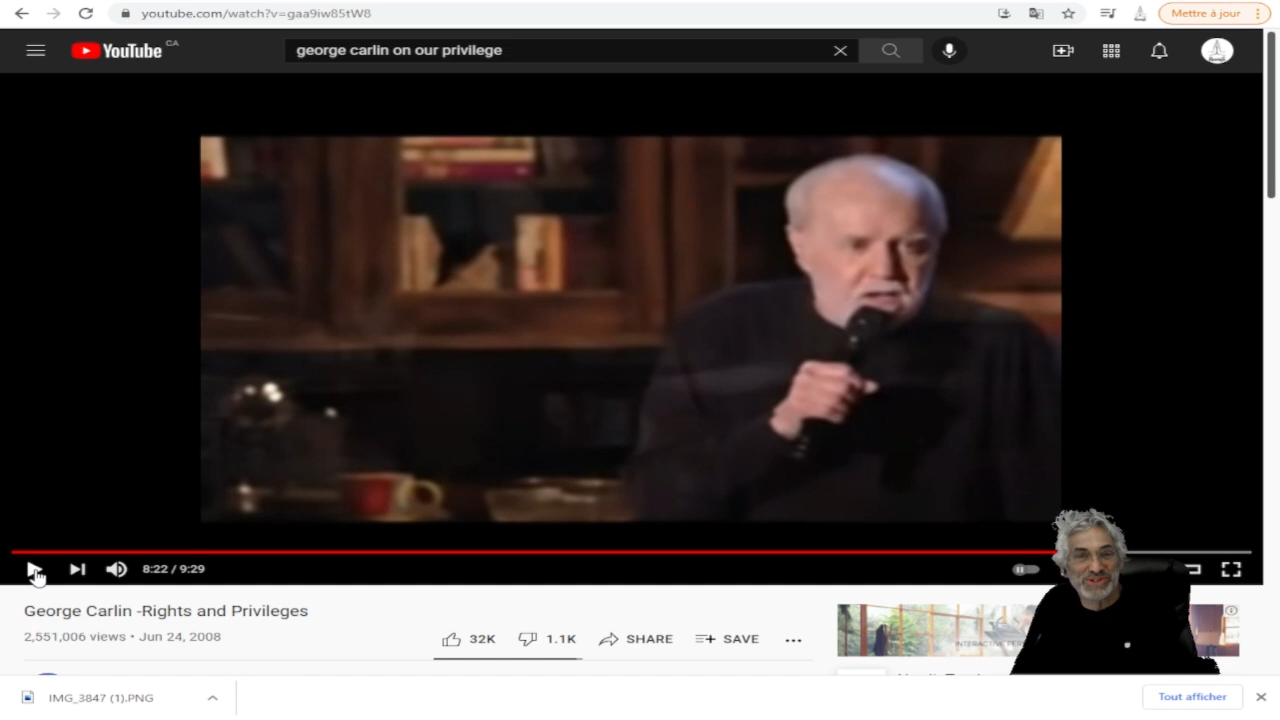 youtube.com/watch?v=gaa9iw85tW8
Mettre à jour
YouTube CA
george carlin on our privilege
8:22 / 9:29
George Carlin -Rights and Privileges
2,551,006 views • Jun 24, 2008
32K
1.1K
SHARE
SAVE
IMG_3847 (1).PNG
Tout afficher